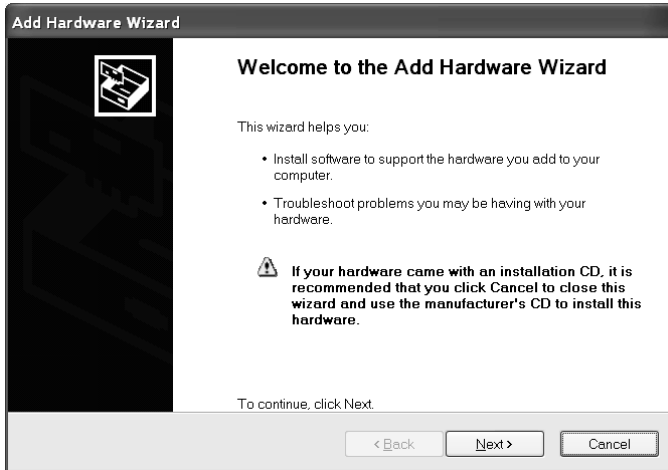 Add Hardware Wizard
Welcome to the Add Hardware Wizard
This wizard helps you:
• Install software to support the hardware you add to your
computer.
• Troubleshoot problems you may be having with your
hardware.
If your hardware came with an installation CD, it is
recommended that you click Cancel to close this
wizard and use the manufacturer's CD to install this
hardware.
To continue, click Next.
< Back Next > Cancel